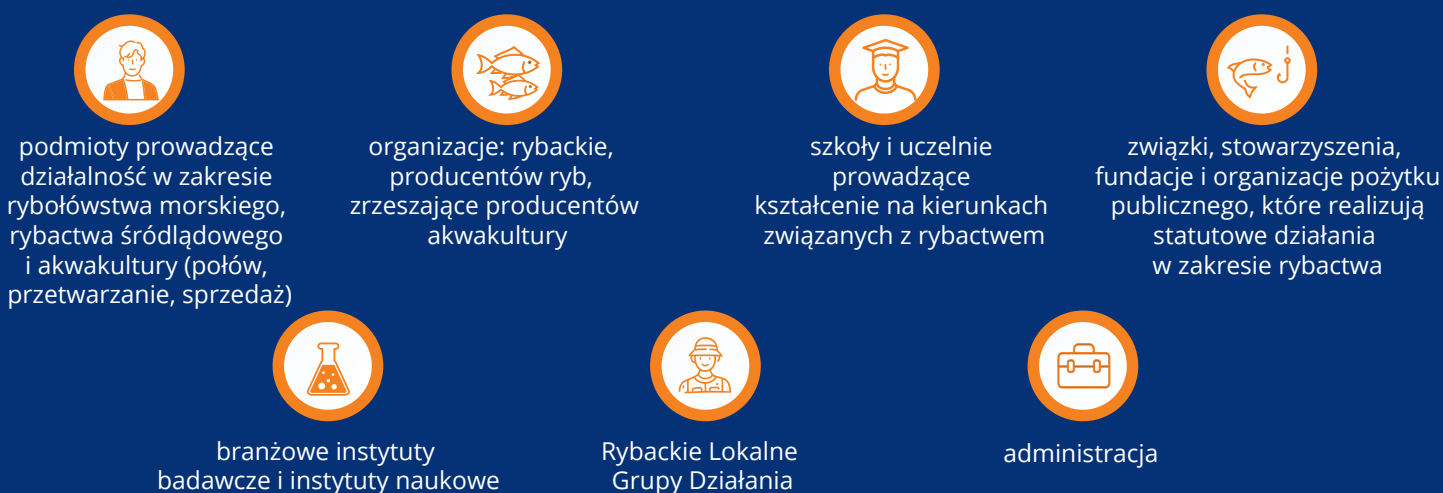 podmioty prowadzące
działalność w zakresie
rybołówstwa morskiego,
rybactwa śródlądowego
i akwakultury (połów,
przetwarzanie, sprzedaż)
organizacje: rybackie,
producentów ryb,
zrzeszające producentów
akwakultury
szkoły i uczelnie
prowadzące
kształcenie na kierunkach
związanych z rybactwem
związki, stowarzyszenia,
fundacje i organizacje pożytku
publicznego, które realizują
statutowe działania
w zakresie rybactwa
branżowe instytuty
badawcze i instytuty naukowe
Rybackie Lokalne
Grupy Działania
administracja